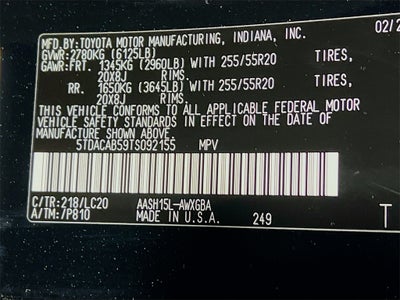 MFD.BY: TOYOTA MOTOR MANUFACTURING, INDIANA, INC. 02/2
GVWR: 2780KG (6125LB)
GAWR: FRT. 1345KG (2960LB) WITH 255/55R20 TIRES,
20X8J RIMS.
RR. 1650KG (3645LB) WITH 255/55R20 TIRES,
20X8J RIMS.
THIS VEHICLE CONFORMS TO ALL APPLICABLE FEDERAL MOTOR
VEHICLE SAFETY STANDARDS IN EFFECT ON THE DATE OF
MANUFACTURE SHOWN ABOVE.
5TDACAB59TS092155 MPV
C/TR: 218/LC20 AASH15L-AWXGBA
A/TM: /P810 MADE IN U.S.A. 249 T